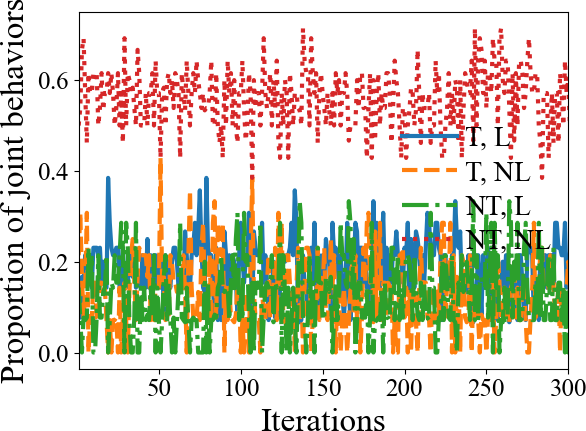 Proportion of joint behaviors
0.6
0.4
0.2
0.0
T, L
T, NL
NT, L
NT, NL
50
100
150
200
250
300
Iterations